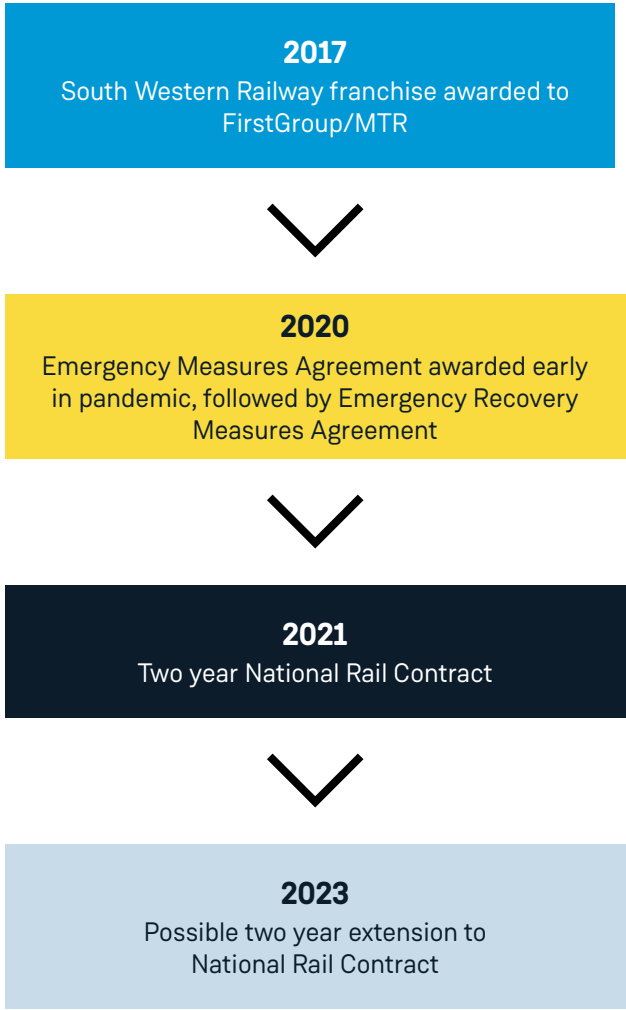 2017
South Western Railway franchise awarded to
FirstGroup/MTR
2020
Emergency Measures Agreement awarded early
in pandemic, followed by Emergency Recovery
Measures Agreement
2021
Two year National Rail Contract
2023
Possible two year extension to
National Rail Contract